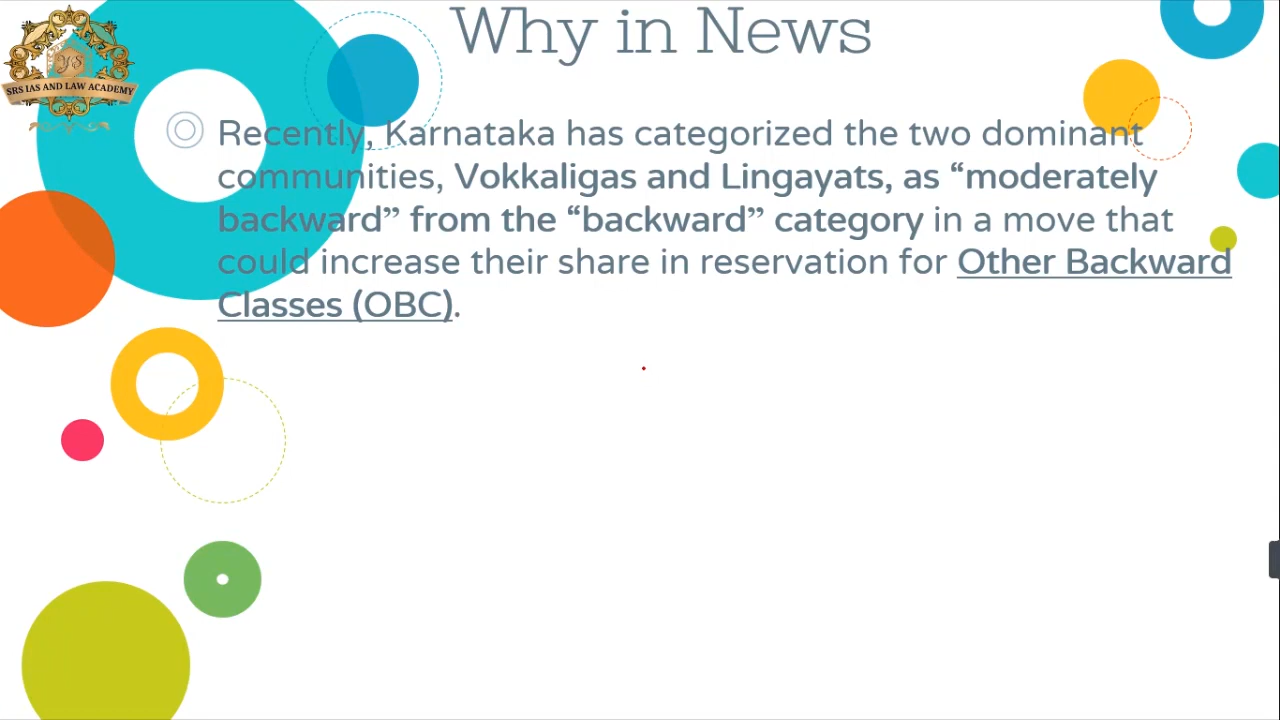 Why in News
YS
SRS IAS AND LAW ACADEMY
Recently, Karnataka has categorized the two dominant
communities, Vokkaligas and Lingayats, as “moderately
backward” from the “backward” category in a move that
could increase their share in reservation for Other Backward
Classes (OBC).